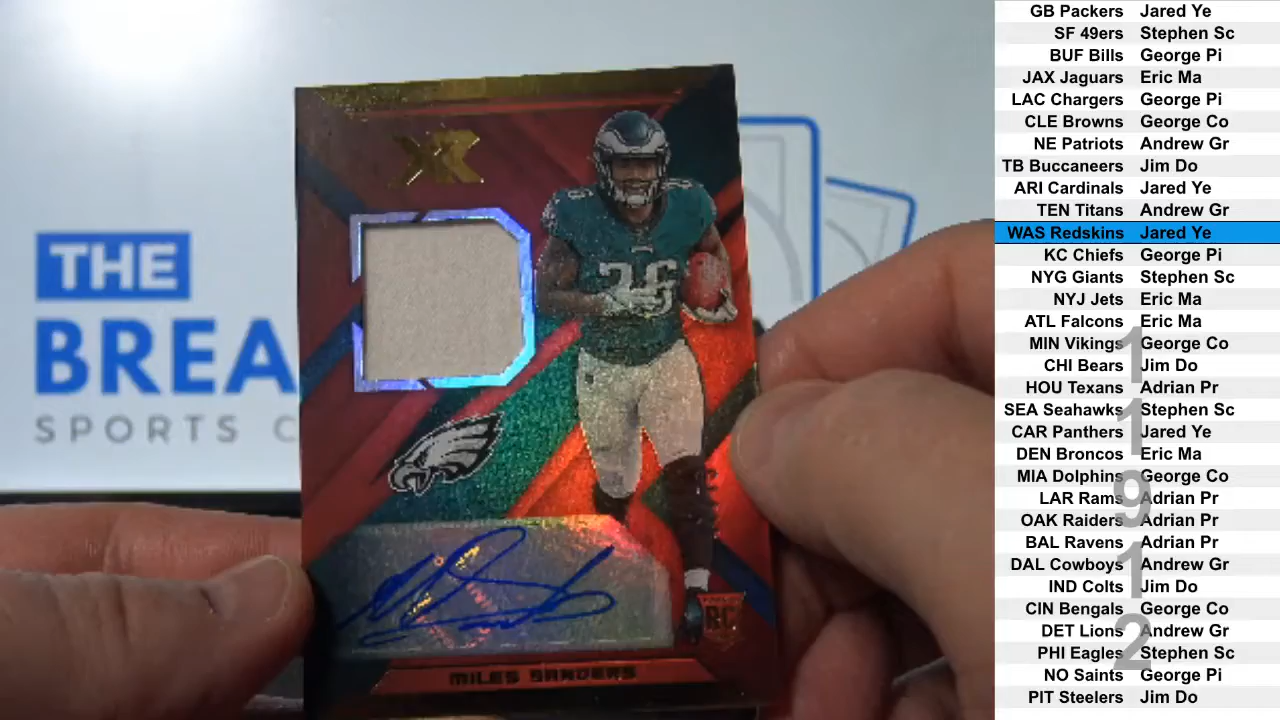 THE
BREA
SPORTS C
XR
26
MILES SANDERS
RC
GB Packers Jared Ye
SF 49ers Stephen Sc
BUF Bills George Pi
JAX Jaguars Eric Ma
LAC Chargers George Pi
CLE Browns George Co
NE Patriots Andrew Gr
TB Buccaneers Jim Do
ARI Cardinals Jared Ye
TEN Titans Andrew Gr
WAS Redskins Jared Ye
KC Chiefs George Pi
NYG Giants Stephen Sc
NYJ Jets Eric Ma
ATL Falcons Eric Ma
MIN Vikings George Co
CHI Bears Jim Do
HOU Texans Adrian Pr
SEA Seahawks Stephen Sc
CAR Panthers Jared Ye
DEN Broncos Eric Ma
MIA Dolphins George Co
LAR Rams Adrian Pr
OAK Raiders Adrian Pr
BAL Ravens Adrian Pr
DAL Cowboys Andrew Gr
IND Colts Jim Do
CIN Bengals George Co
DET Lions Andrew Gr
PHI Eagles Stephen Sc
NO Saints George Pi
PIT Steelers Jim Do
1
1
9
1
2